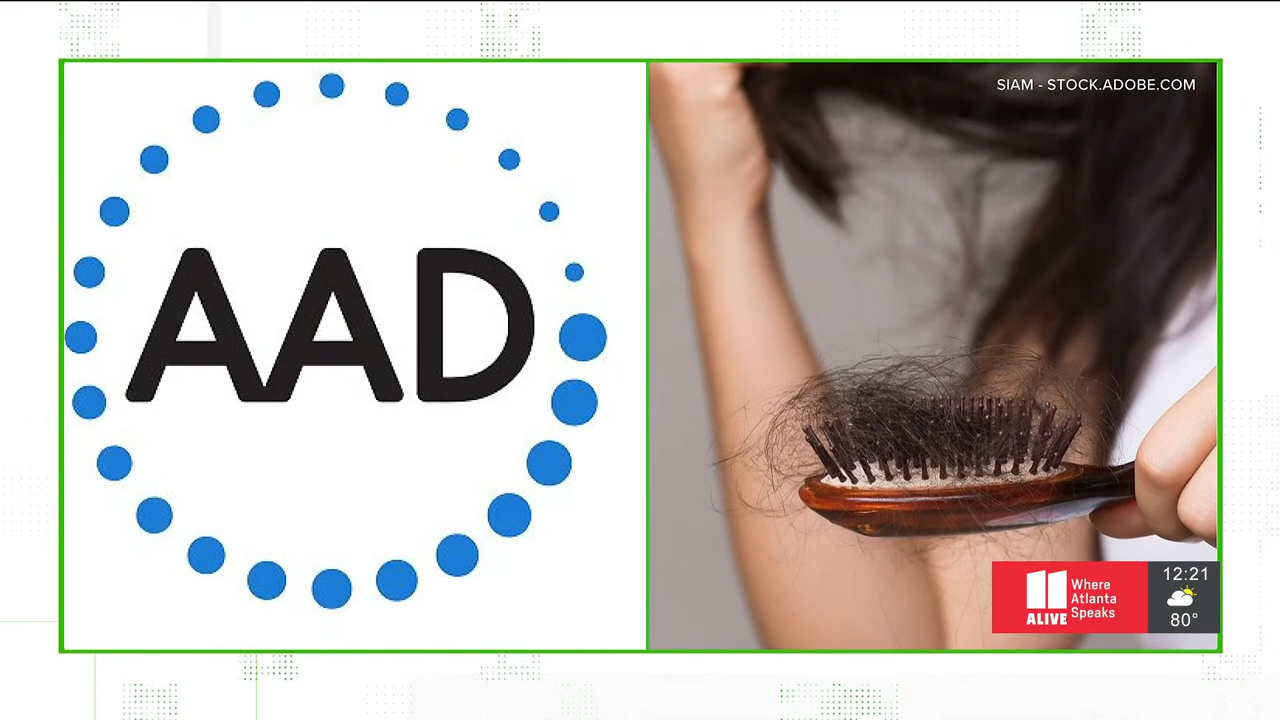 SIAM - STOCK.ADOBE.COM
AAD
11
ALIVE
Where
Atlanta
Speaks
12:21
80°